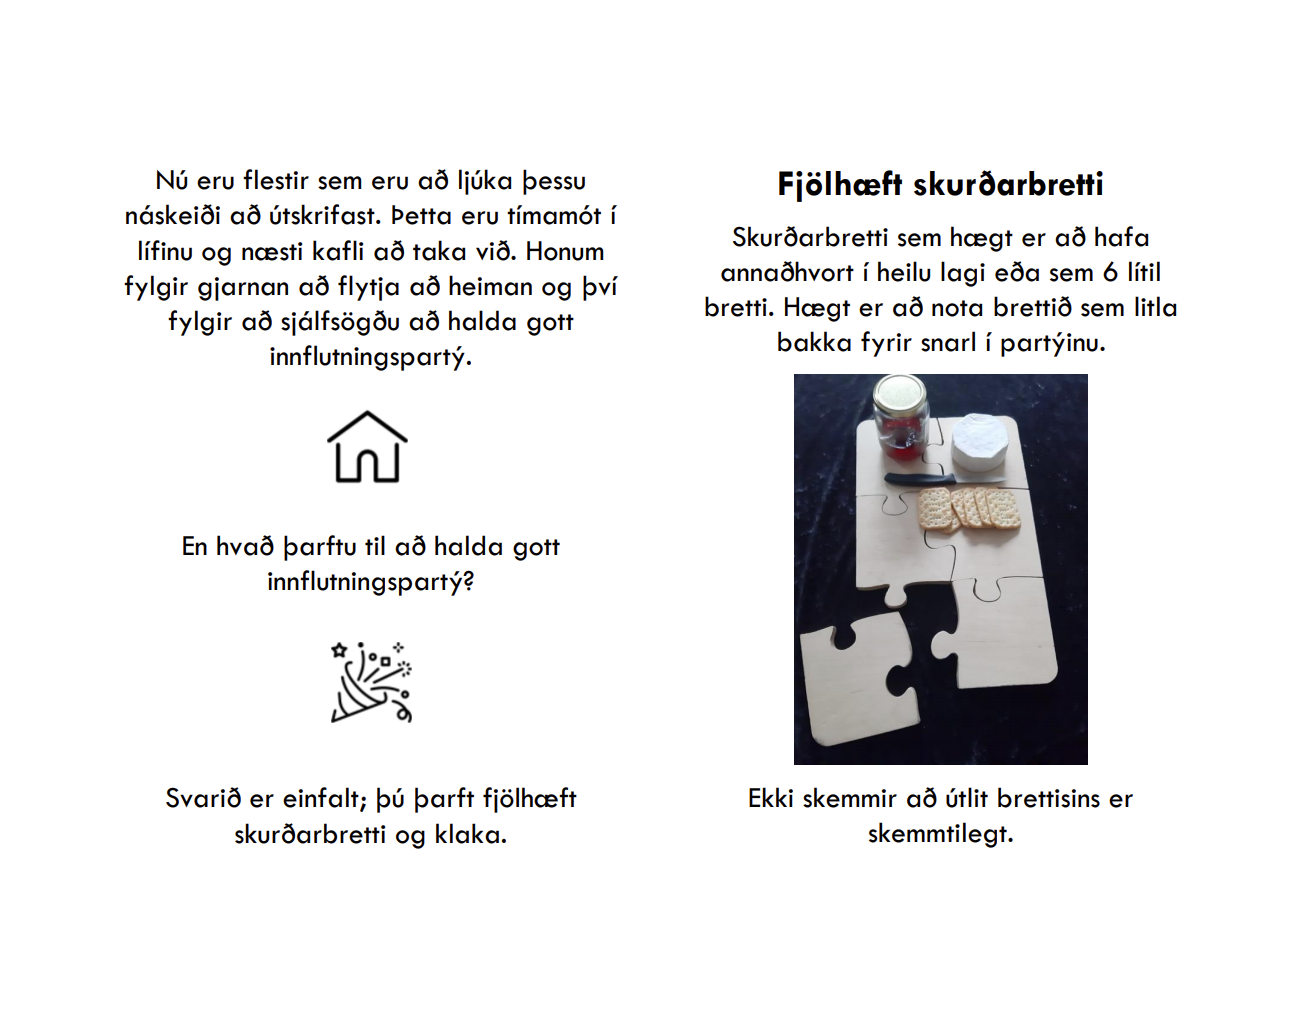 Nú eru flestir sem eru að ljúka þessu
náskeiði að útskrifast. Þetta eru tímamót í
lífinu og næsti kafli að taka við. Honum
fylgir gjarnan að flytja að heiman og því
fylgir að sjálfsögðu að halda gott
innflutningspartý.
En hvað þarftu til að halda gott
innflutningspartý?
Svarið er einfalt; þú þarft fjölhæft
skurðarbretti og klaka.
Fjölhæft skurðarbretti
Skurðarbretti sem hægt er að hafa
annaðhvort í heilu lagi eða sem 6 lítil
bretti. Hægt er að nota brettið sem litla
bakka fyrir snarl í partýinu.
Ekki skemmir að útlit brettisins er
skemmtilegt.